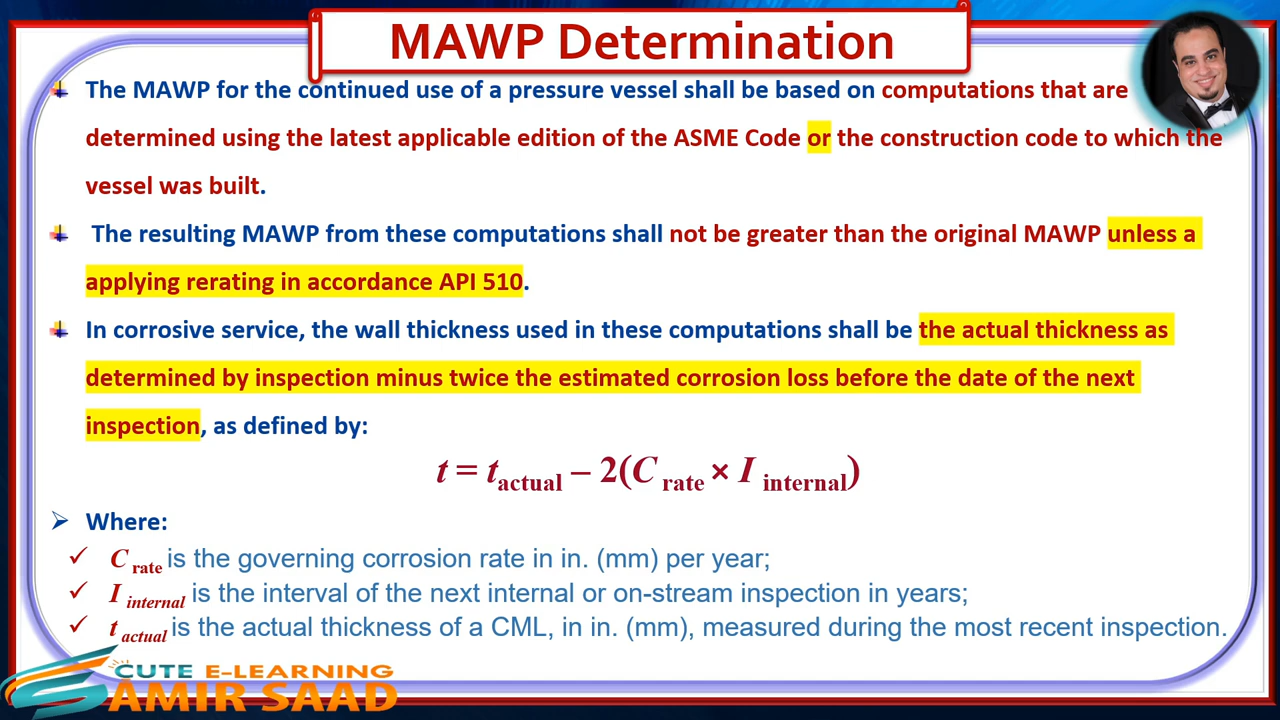 MAWP Determination
The MAWP for the continued use of a pressure vessel shall be based on computations that are
determined using the latest applicable edition of the ASME Code or the construction code to which the
vessel was built.
The resulting MAWP from these computations shall not be greater than the original MAWP unless a
applying rerating in accordance API 510.
In corrosive service, the wall thickness used in these computations shall be the actual thickness as
determined by inspection minus twice the estimated corrosion loss before the date of the next
inspection, as defined by:
t = t actual – 2(C rate × I internal)
Where:
C rate is the governing corrosion rate in in. (mm) per year;
I internal is the interval of the next internal or on-stream inspection in years;
t actual is the actual thickness of a CML, in in. (mm), measured during the most recent inspection.
CUTE E-LEARNING
AMIR SAAD